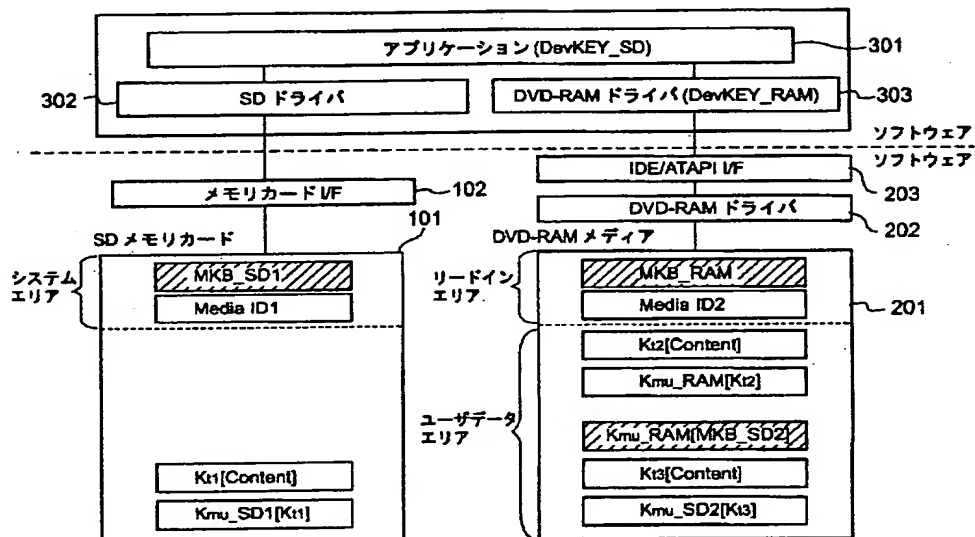 アプリケーション (DevKEY_SD)
301
302
SD ドライバ
DVD-RAM ドライバ (DevKEY_RAM)
303
ソフトウェア
ソフトウェア
メモリカード I/F
102
IDE/ATAPI I/F
203
DVD-RAM ドライバ
202
SD メモリカード
101
DVD-RAM メディア
システム
エリア
MKB_SD1
Media ID1
リードイン
エリア
MKB_RAM
Media ID2
201
ユーザデータ
エリア
Kt2[Content]
Kmu_RAM[Kt2]
Kmu_RAM[MKB_SD2]
Kt1[Content]
Kmu_SD1[Kt1]
Kt3[Content]
Kmu_SD2[Kt3]